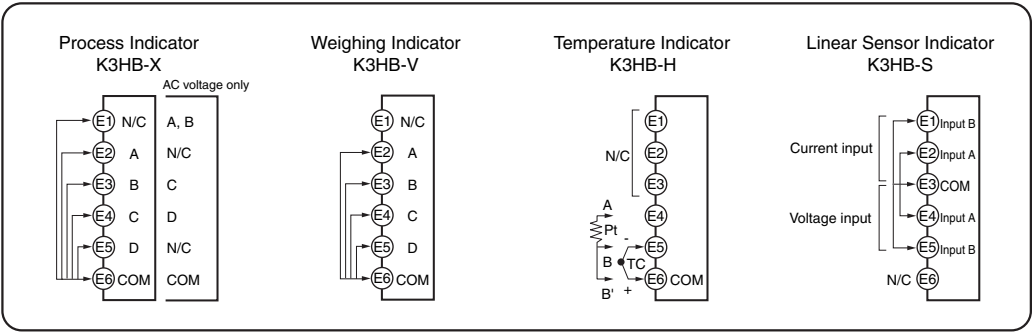 Process Indicator
K3HB-X
AC voltage only
E1 N/C A, B
E2 A N/C
E3 B C
E4 C D
E5 D N/C
E6 COM COM
Weighing Indicator
K3HB-V
E1 N/C
E2 A
E3 B
E4 C
E5 D
E6 COM
Temperature Indicator
K3HB-H
E1
N/C E2
E3
A E4
Pt
- E5
B TC
E6 COM
B' +
Linear Sensor Indicator
K3HB-S
E1 Input B
Current input
E2 Input A
E3 COM
Voltage input
E4 Input A
E5 Input B
N/C E6